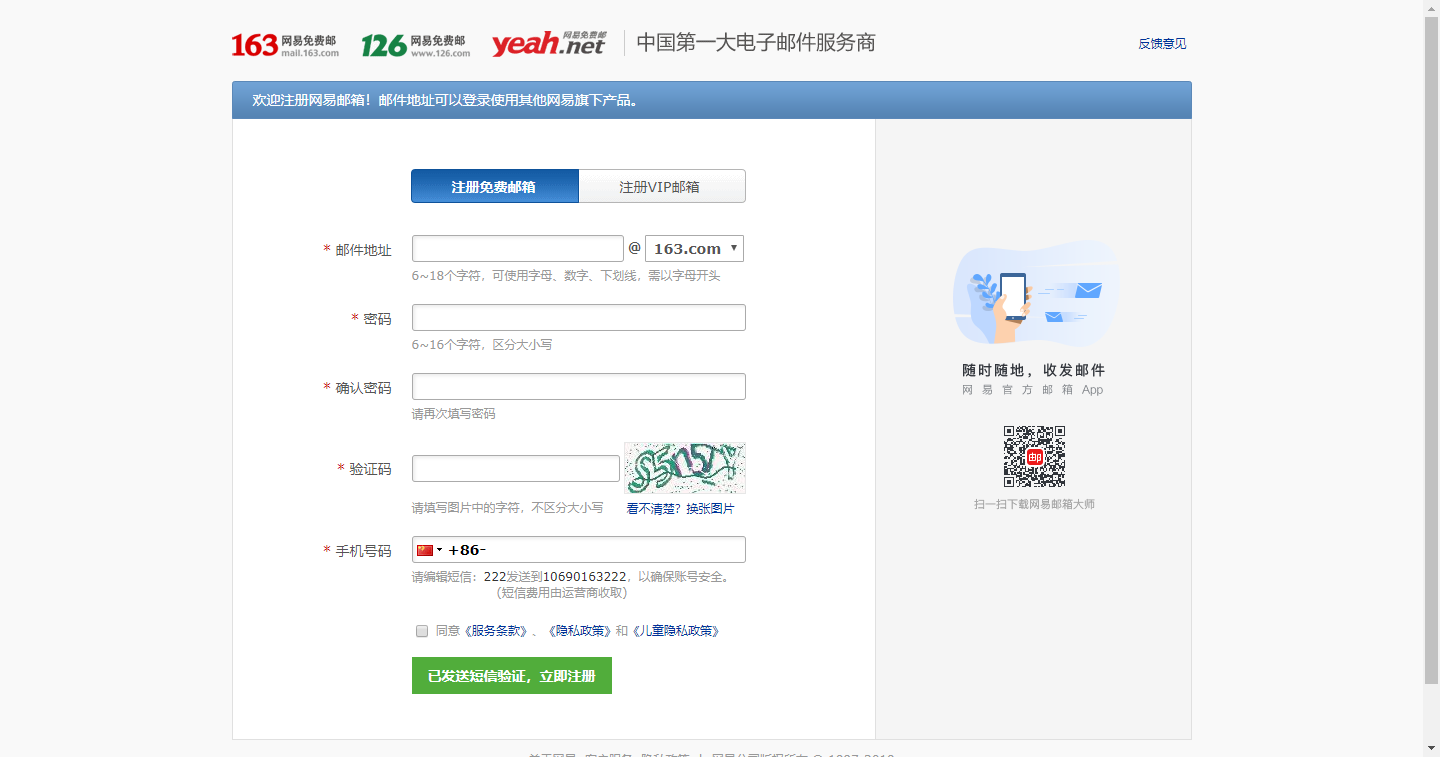 163 网易免费邮 mail.163.com 126 网易免费邮 www.126.com yeah.net 网易免费邮 中国第一大电子邮件服务商 反馈意见
欢迎注册网易邮箱！邮件地址可以登录使用其他网易旗下产品。
注册免费邮箱 注册VIP邮箱
* 邮件地址 @ 163.com
6~18个字符，可使用字母、数字、下划线，需以字母开头
* 密码
6~16个字符，区分大小写
* 确认密码
请再次填写密码
* 验证码
请填写图片中的字符，不区分大小写 看不清楚？换张图片
* 手机号码 +86-
请编辑短信：222发送到10690163222，以确保账号安全。
（短信费用由运营商收取）
同意《服务条款》、《隐私政策》和《儿童隐私政策》
已发送短信验证，立即注册
随时随地，收发邮件
网易官方邮箱 App
邮
扫一扫下载网易邮箱大师